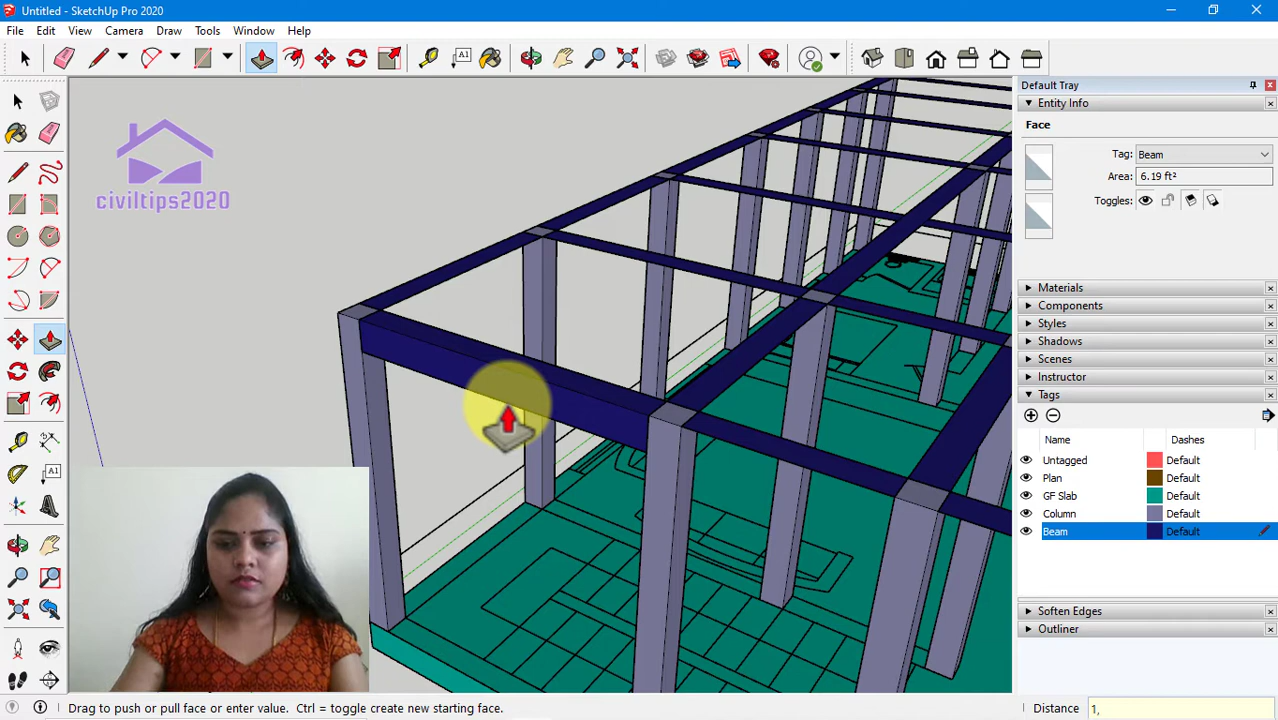 Untitled - SketchUp Pro 2020
File Edit View Camera Draw Tools Window Help
A1
civiltips2020
A1
Default Tray
Entity Info
Face
Tag: Beam
Area: 6.19 ft²
Toggles:
Materials
Components
Styles
Shadows
Scenes
Instructor
Tags
Name Dashes
Untagged Default
Plan Default
GF Slab Default
Column Default
Beam Default
Soften Edges
Outliner
Drag to push or pull face or enter value. Ctrl = toggle create new starting face.
Distance 1,